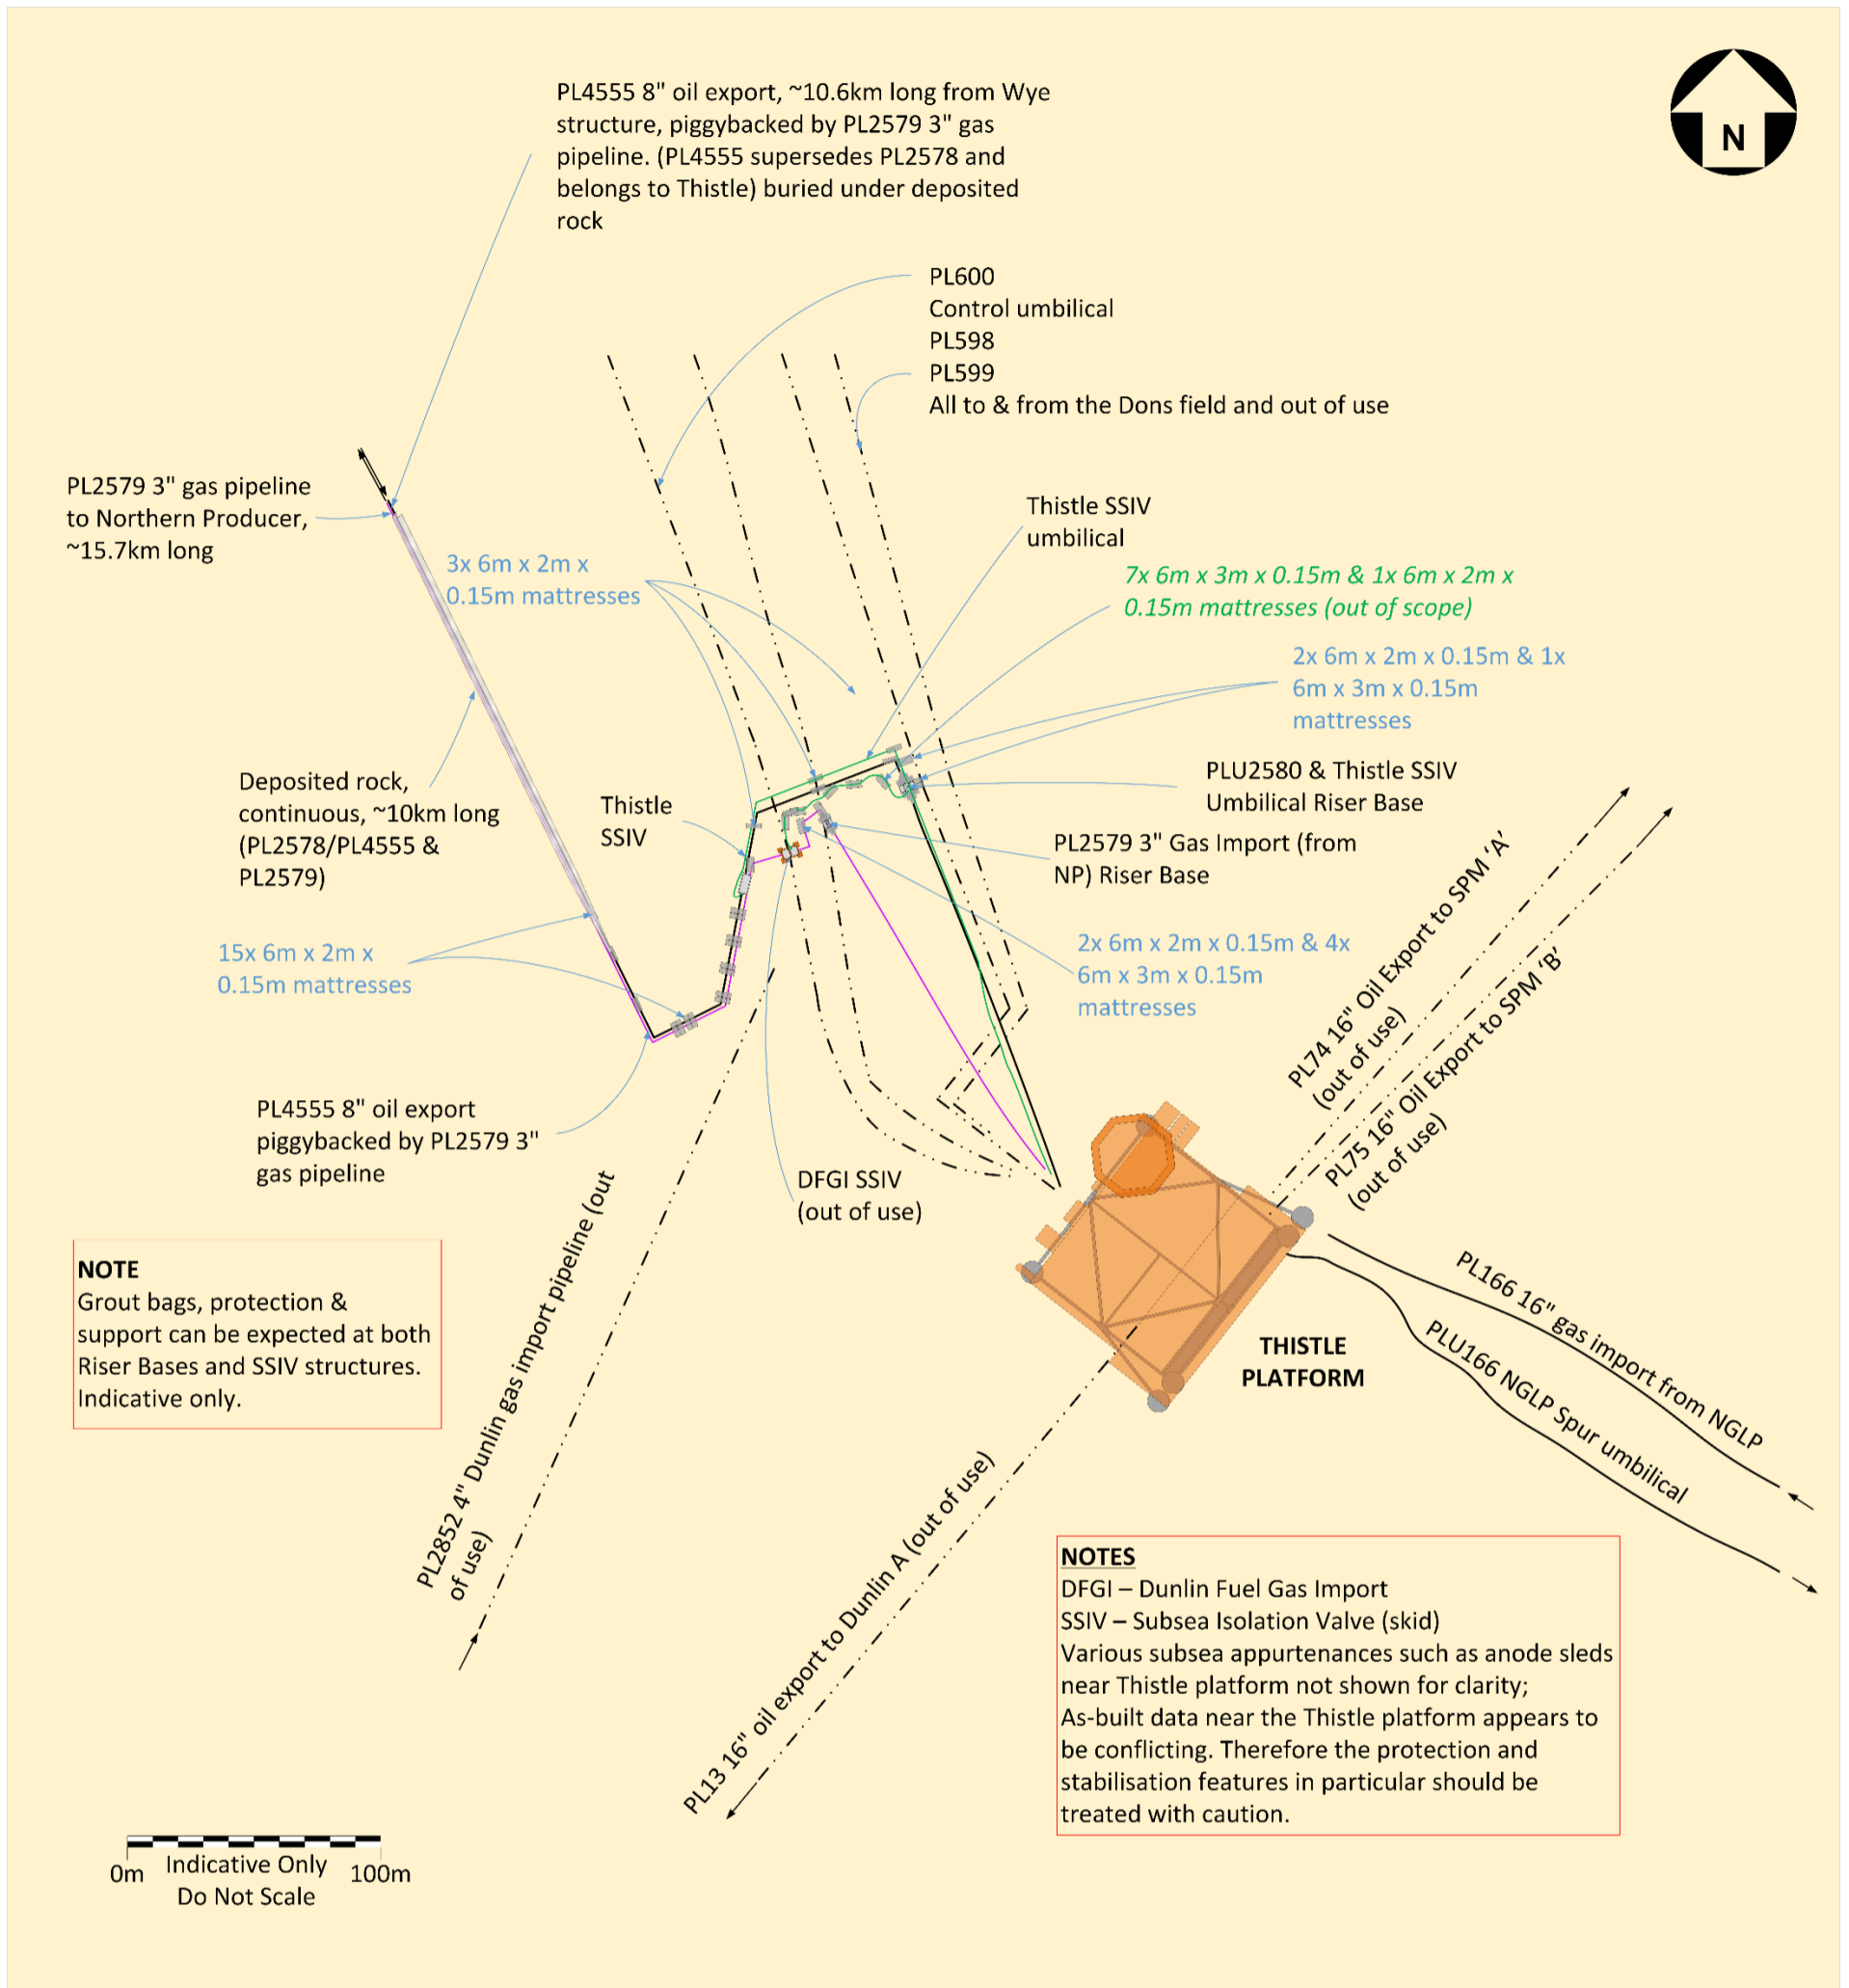 PL4555 8" oil export, ~10.6km long from Wye
structure, piggybacked by PL2579 3" gas
pipeline. (PL4555 supersedes PL2578 and
belongs to Thistle) buried under deposited
rock
N
PL600
Control umbilical
PL598
PL599
All to & from the Dons field and out of use
PL2579 3" gas pipeline
to Northern Producer,
~15.7km long
Thistle SSIV
umbilical
3x 6m x 2m x
0.15m mattresses
7x 6m x 3m x 0.15m & 1x 6m x 2m x
0.15m mattresses (out of scope)
2x 6m x 2m x 0.15m & 1x
6m x 3m x 0.15m
mattresses
Deposited rock,
continuous, ~10km long
(PL2578/PL4555 &
PL2579)
Thistle
SSIV
PLU2580 & Thistle SSIV
Umbilical Riser Base
PL2579 3" Gas Import (from
NP) Riser Base
15x 6m x 2m x
0.15m mattresses
2x 6m x 2m x 0.15m & 4x
6m x 3m x 0.15m
mattresses
PL74 16" Oil Export to SPM ‘A’
(out of use)
PL75 16" Oil Export to SPM ‘B’
(out of use)
PL4555 8" oil export
piggybacked by PL2579 3"
gas pipeline
DFGI SSIV
(out of use)
PL2852 4" Dunlin gas import pipeline (out
of use)
NOTE
Grout bags, protection &
support can be expected at both
Riser Bases and SSIV structures.
Indicative only.
THISTLE
PLATFORM
PL166 16" gas import from NGLP
PLU166 NGLP Spur umbilical
PL13 16" oil export to Dunlin A (out of use)
NOTES
DFGI – Dunlin Fuel Gas Import
SSIV – Subsea Isolation Valve (skid)
Various subsea appurtenances such as anode sleds
near Thistle platform not shown for clarity;
As-built data near the Thistle platform appears to
be conflicting. Therefore the protection and
stabilisation features in particular should be
treated with caution.
0m
Indicative Only
100m
Do Not Scale